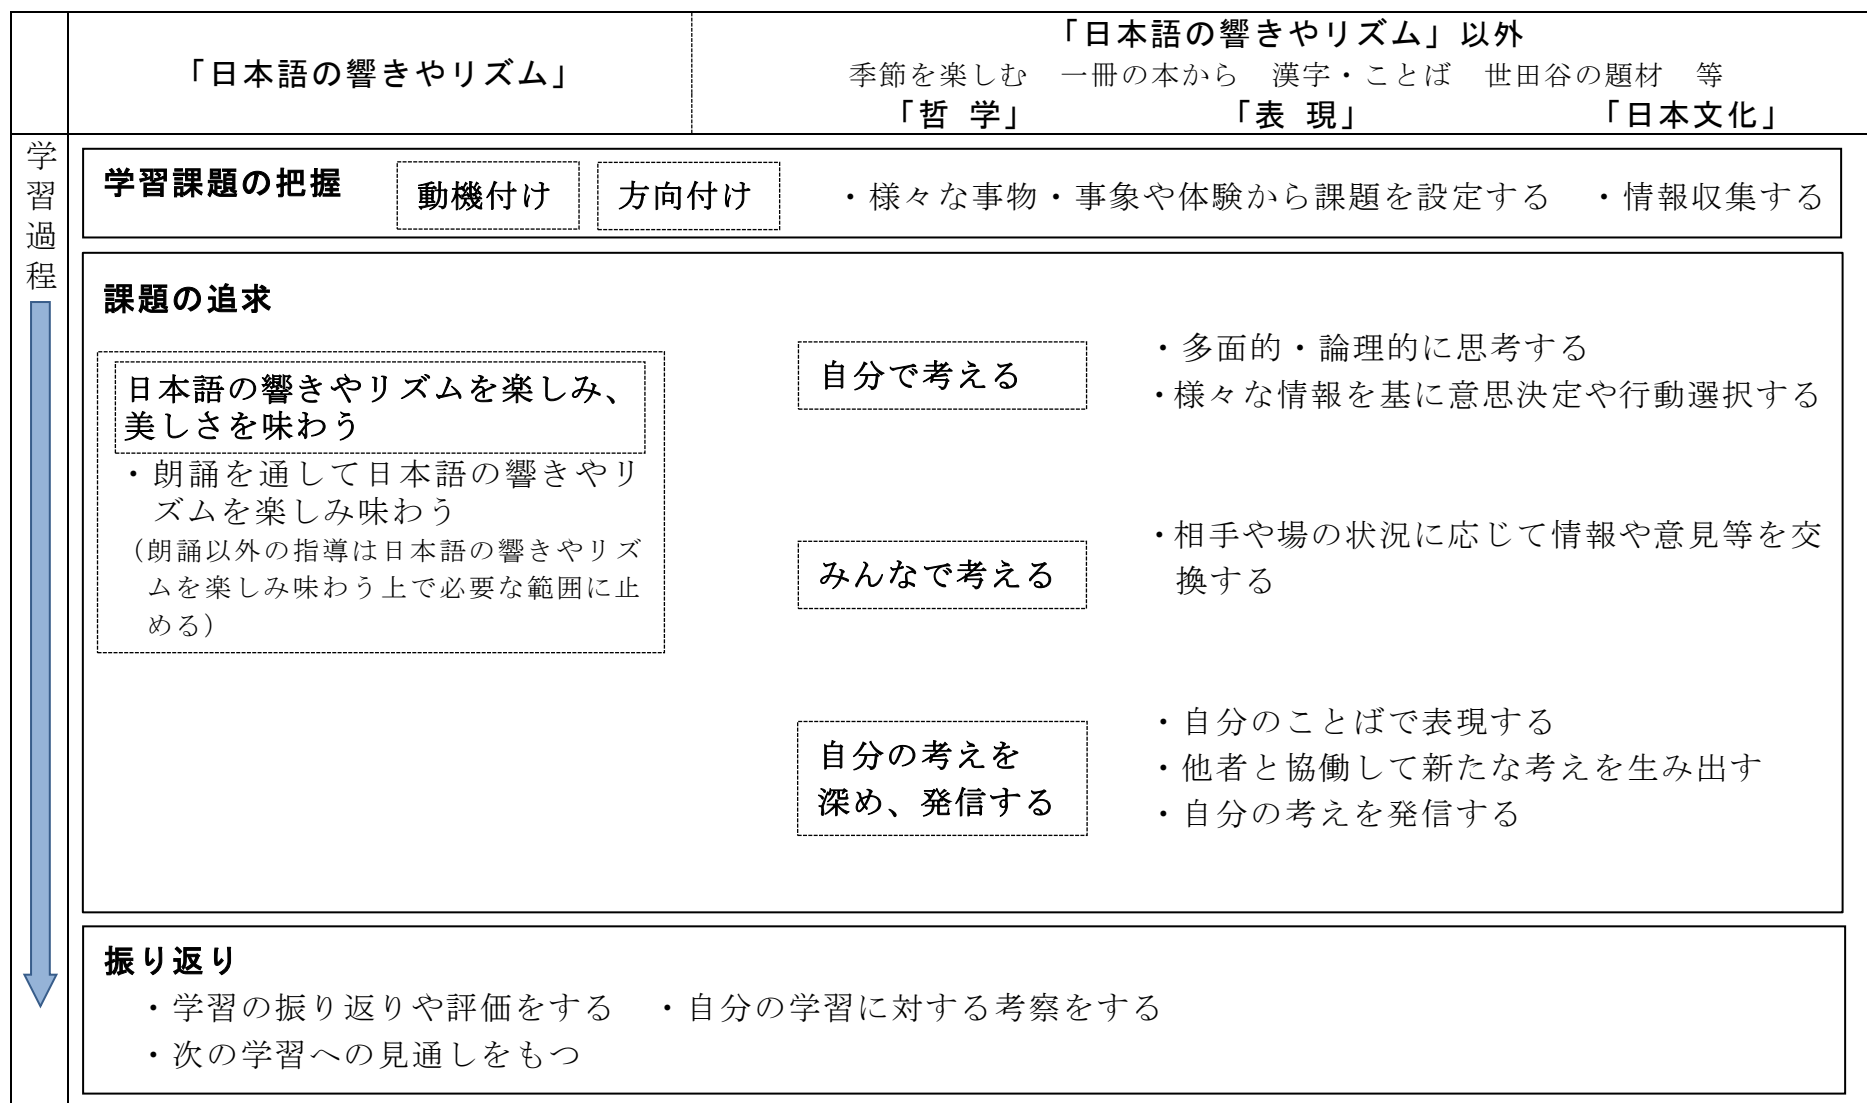 「日本語の響きやリズム」
「日本語の響きやリズム」以外
季節を楽しむ　一冊の本から　漢字・ことば　世田谷の題材　等
「哲 学」　「表 現」　「日本文化」
学習過程
学習課題の把握　動機付け　方向付け　・様々な事物・事象や体験から課題を設定する　・情報収集する
課題の追求
日本語の響きやリズムを楽しみ、
美しさを味わう
・朗誦を通して日本語の響きやリ
ズムを楽しみ味わう
（朗誦以外の指導は日本語の響きやリズ
ムを楽しみ味わう上で必要な範囲に止
める）
自分で考える
・多面的・論理的に思考する
・様々な情報を基に意思決定や行動選択する
みんなで考える
・相手や場の状況に応じて情報や意見等を交
換する
自分の考えを
深め、発信する
・自分のことばで表現する
・他者と協働して新たな考えを生み出す
・自分の考えを発信する
振り返り
・学習の振り返りや評価をする　・自分の学習に対する考察をする
・次の学習への見通しをもつ